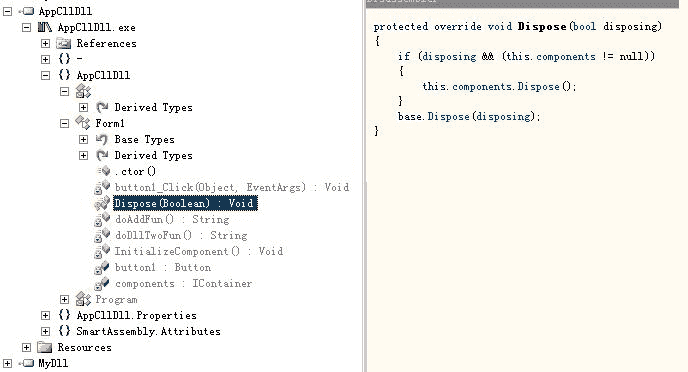 AppCllDll
AppCllDll.exe
References
{} -
{} AppCllDll
Derived Types
Form1
Base Types
Derived Types
.ctor()
button1_Click(Object, EventArgs) : Void
Dispose(Boolean) : Void
doAddFun() : String
doDllTwoFun() : String
InitializeComponent() : Void
button1 : Button
components : IContainer
Program
{} AppCllDll.Properties
{} SmartAssembly.Attributes
Resources
MyDll
Disassembler
protected override void Dispose(bool disposing)
{
if (disposing && (this.components != null))
{
this.components.Dispose();
}
base.Dispose(disposing);
}